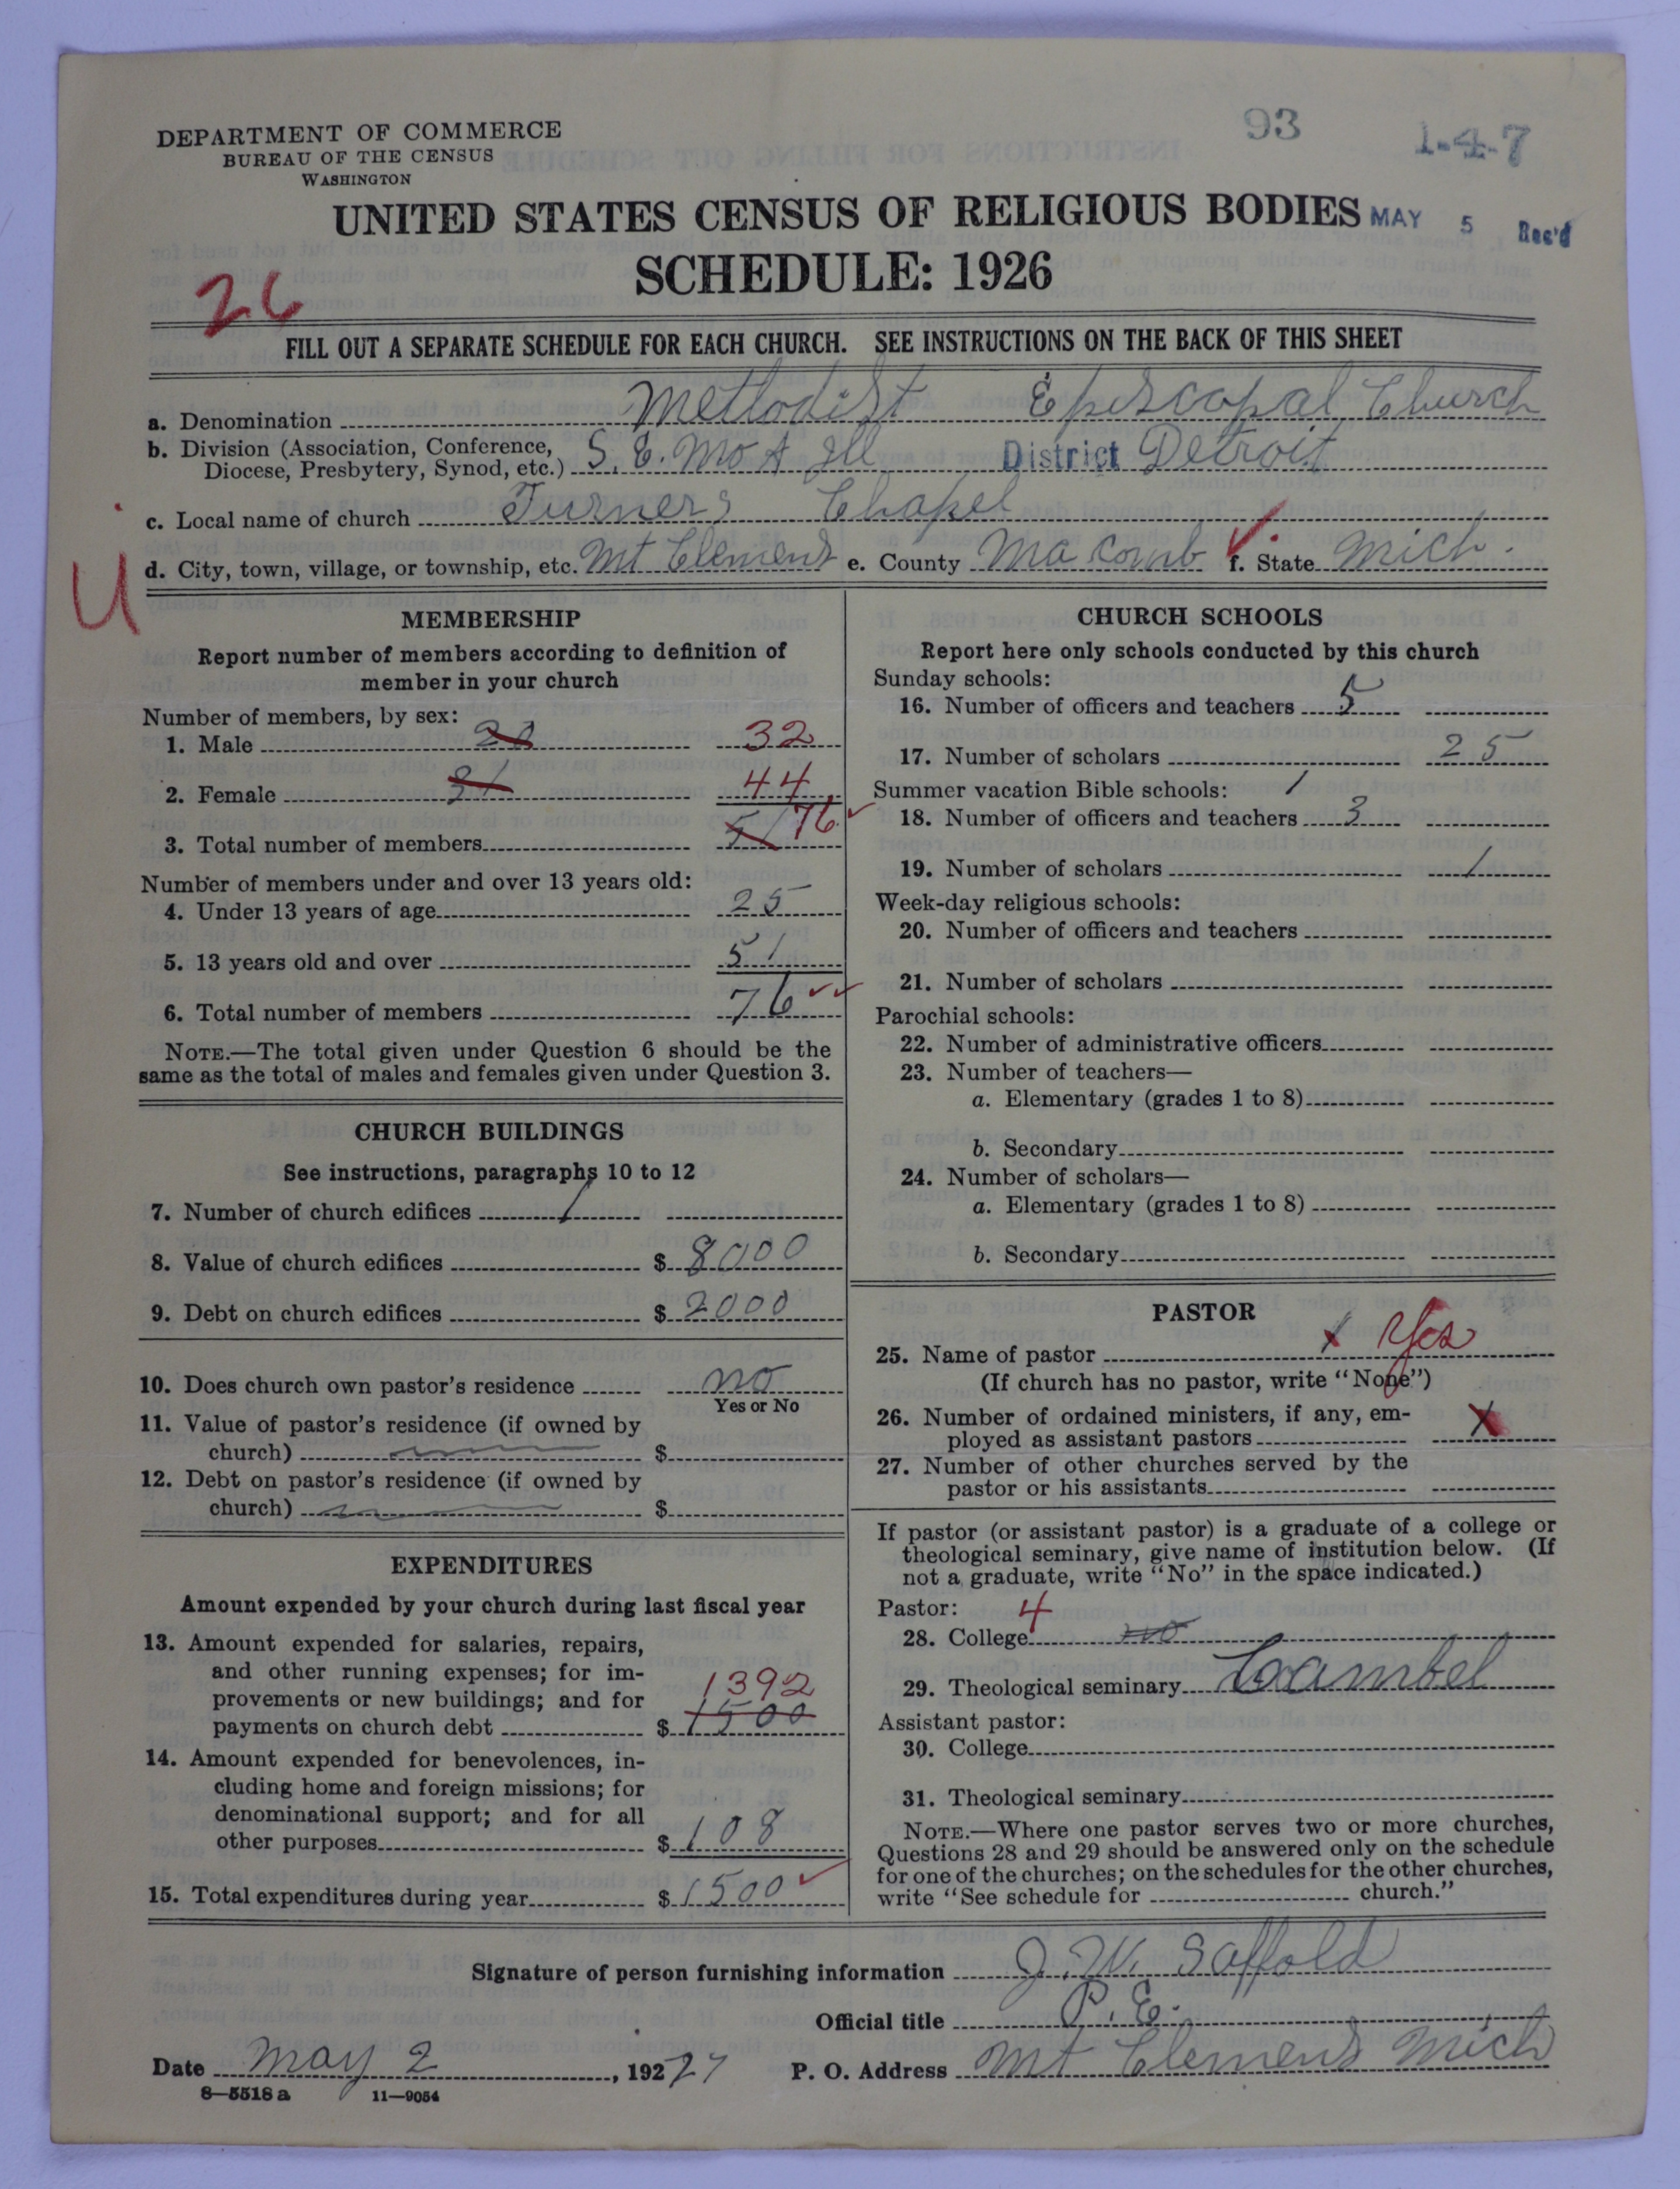 93
1-4-7
DEPARTMENT OF COMMERCE
BUREAU OF THE CENSUS
WASHINGTON
UNITED STATES CENSUS OF RELIGIOUS BODIES
MAY 5 Rec'd
SCHEDULE: 1926
26
FILL OUT A SEPARATE SCHEDULE FOR EACH CHURCH. SEE INSTRUCTIONS ON THE BACK OF THIS SHEET
a. Denomination Methodist Episcopal Church
b. Division (Association, Conference,
Diocese, Presbytery, Synod, etc.) S. E. Mo & Ill District Detroit
c. Local name of church Turners Chapel
d. City, town, village, or township, etc. Mt Clemens e. County Macomb f. State Mich.
U
MEMBERSHIP
Report number of members according to definition of
member in your church
Number of members, by sex:
1. Male 20 32
2. Female 31 44
3. Total number of members 51 76
Number of members under and over 13 years old:
4. Under 13 years of age 25
5. 13 years old and over 51
6. Total number of members 76
NOTE.—The total given under Question 6 should be the
same as the total of males and females given under Question 3.
CHURCH BUILDINGS
See instructions, paragraphs 10 to 12
7. Number of church edifices 1
8. Value of church edifices $ 8000
9. Debt on church edifices $ 2000
10. Does church own pastor's residence no
Yes or No
11. Value of pastor's residence (if owned by
church) $
12. Debt on pastor's residence (if owned by
church) $
EXPENDITURES
Amount expended by your church during last fiscal year
13. Amount expended for salaries, repairs,
and other running expenses; for im-
provements or new buildings; and for 1392
payments on church debt $ 1500
14. Amount expended for benevolences, in-
cluding home and foreign missions; for
denominational support; and for all
other purposes $ 108
15. Total expenditures during year $ 1500
CHURCH SCHOOLS
Report here only schools conducted by this church
Sunday schools:
16. Number of officers and teachers 5
17. Number of scholars 25
Summer vacation Bible schools: 1
18. Number of officers and teachers 3
19. Number of scholars 1
Week-day religious schools:
20. Number of officers and teachers
21. Number of scholars
Parochial schools:
22. Number of administrative officers
23. Number of teachers—
a. Elementary (grades 1 to 8)
b. Secondary
24. Number of scholars—
a. Elementary (grades 1 to 8)
b. Secondary
PASTOR
25. Name of pastor x Yes
(If church has no pastor, write "None")
26. Number of ordained ministers, if any, em-
ployed as assistant pastors X
27. Number of other churches served by the
pastor or his assistants
If pastor (or assistant pastor) is a graduate of a college or
theological seminary, give name of institution below. (If
not a graduate, write "No" in the space indicated.)
Pastor: 4
28. College no
29. Theological seminary
Assistant pastor:
30. College
31. Theological seminary
NOTE.—Where one pastor serves two or more churches,
Questions 28 and 29 should be answered only on the schedule
for one of the churches; on the schedules for the other churches,
write "See schedule for church."
Signature of person furnishing information J. W. Saffold
Official title P. E.
Date May 2, 1927 P. O. Address Mt Clemens Mich
8—5518 a 11—9054